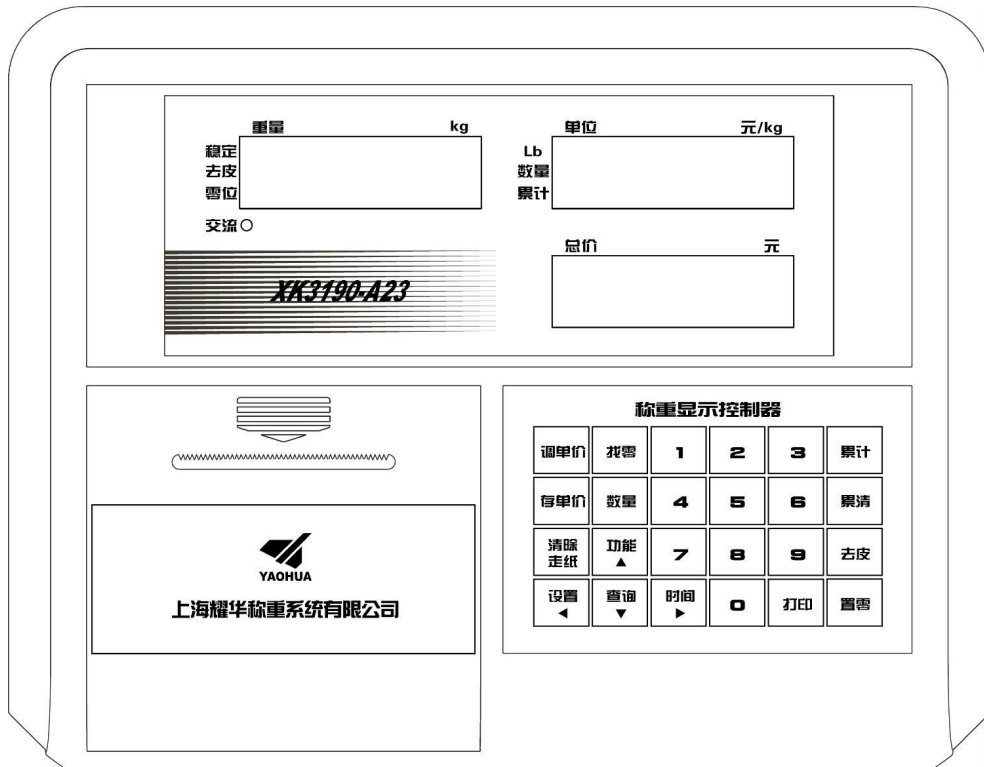 重量 kg
单位 元/kg
稳定
去皮
零位
Lb
数量
累计
交流
总价 元
XK3190-A23
YAOHUA
上海耀华称重系统有限公司
称重显示控制器
调单价 找零 1 2 3 累计
存单价 数量 4 5 6 累清
清除走纸 功能▲ 7 8 9 去皮
设置◀ 查询▼ 时间▶ 0 打印 置零